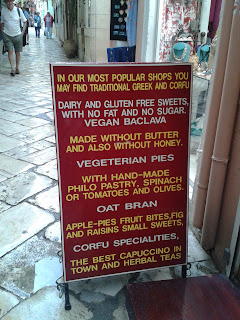 IN OUR MOST POPULAR SHOPS YOU
MAY FIND TRADITIONAL GREEK AND CORFU
DAIRY AND GLUTEN FREE SWEETS,
WITH NO FAT AND NO SUGAR.
VEGAN BACLAVA
MADE WITHOUT BUTTER
AND ALSO WITHOUT HONEY.
VEGETERIAN PIES
WITH HAND-MADE
PHILO PASTRY, SPINACH
OR TOMATOES AND OLIVES.
OAT BRAN
APPLE-PIES FRUIT BITES,FIG
AND RAISINS SMALL SWEETS,
CORFU SPECIALITIES,
THE BEST CAPUCCINO IN
TOWN AND HERBAL TEAS